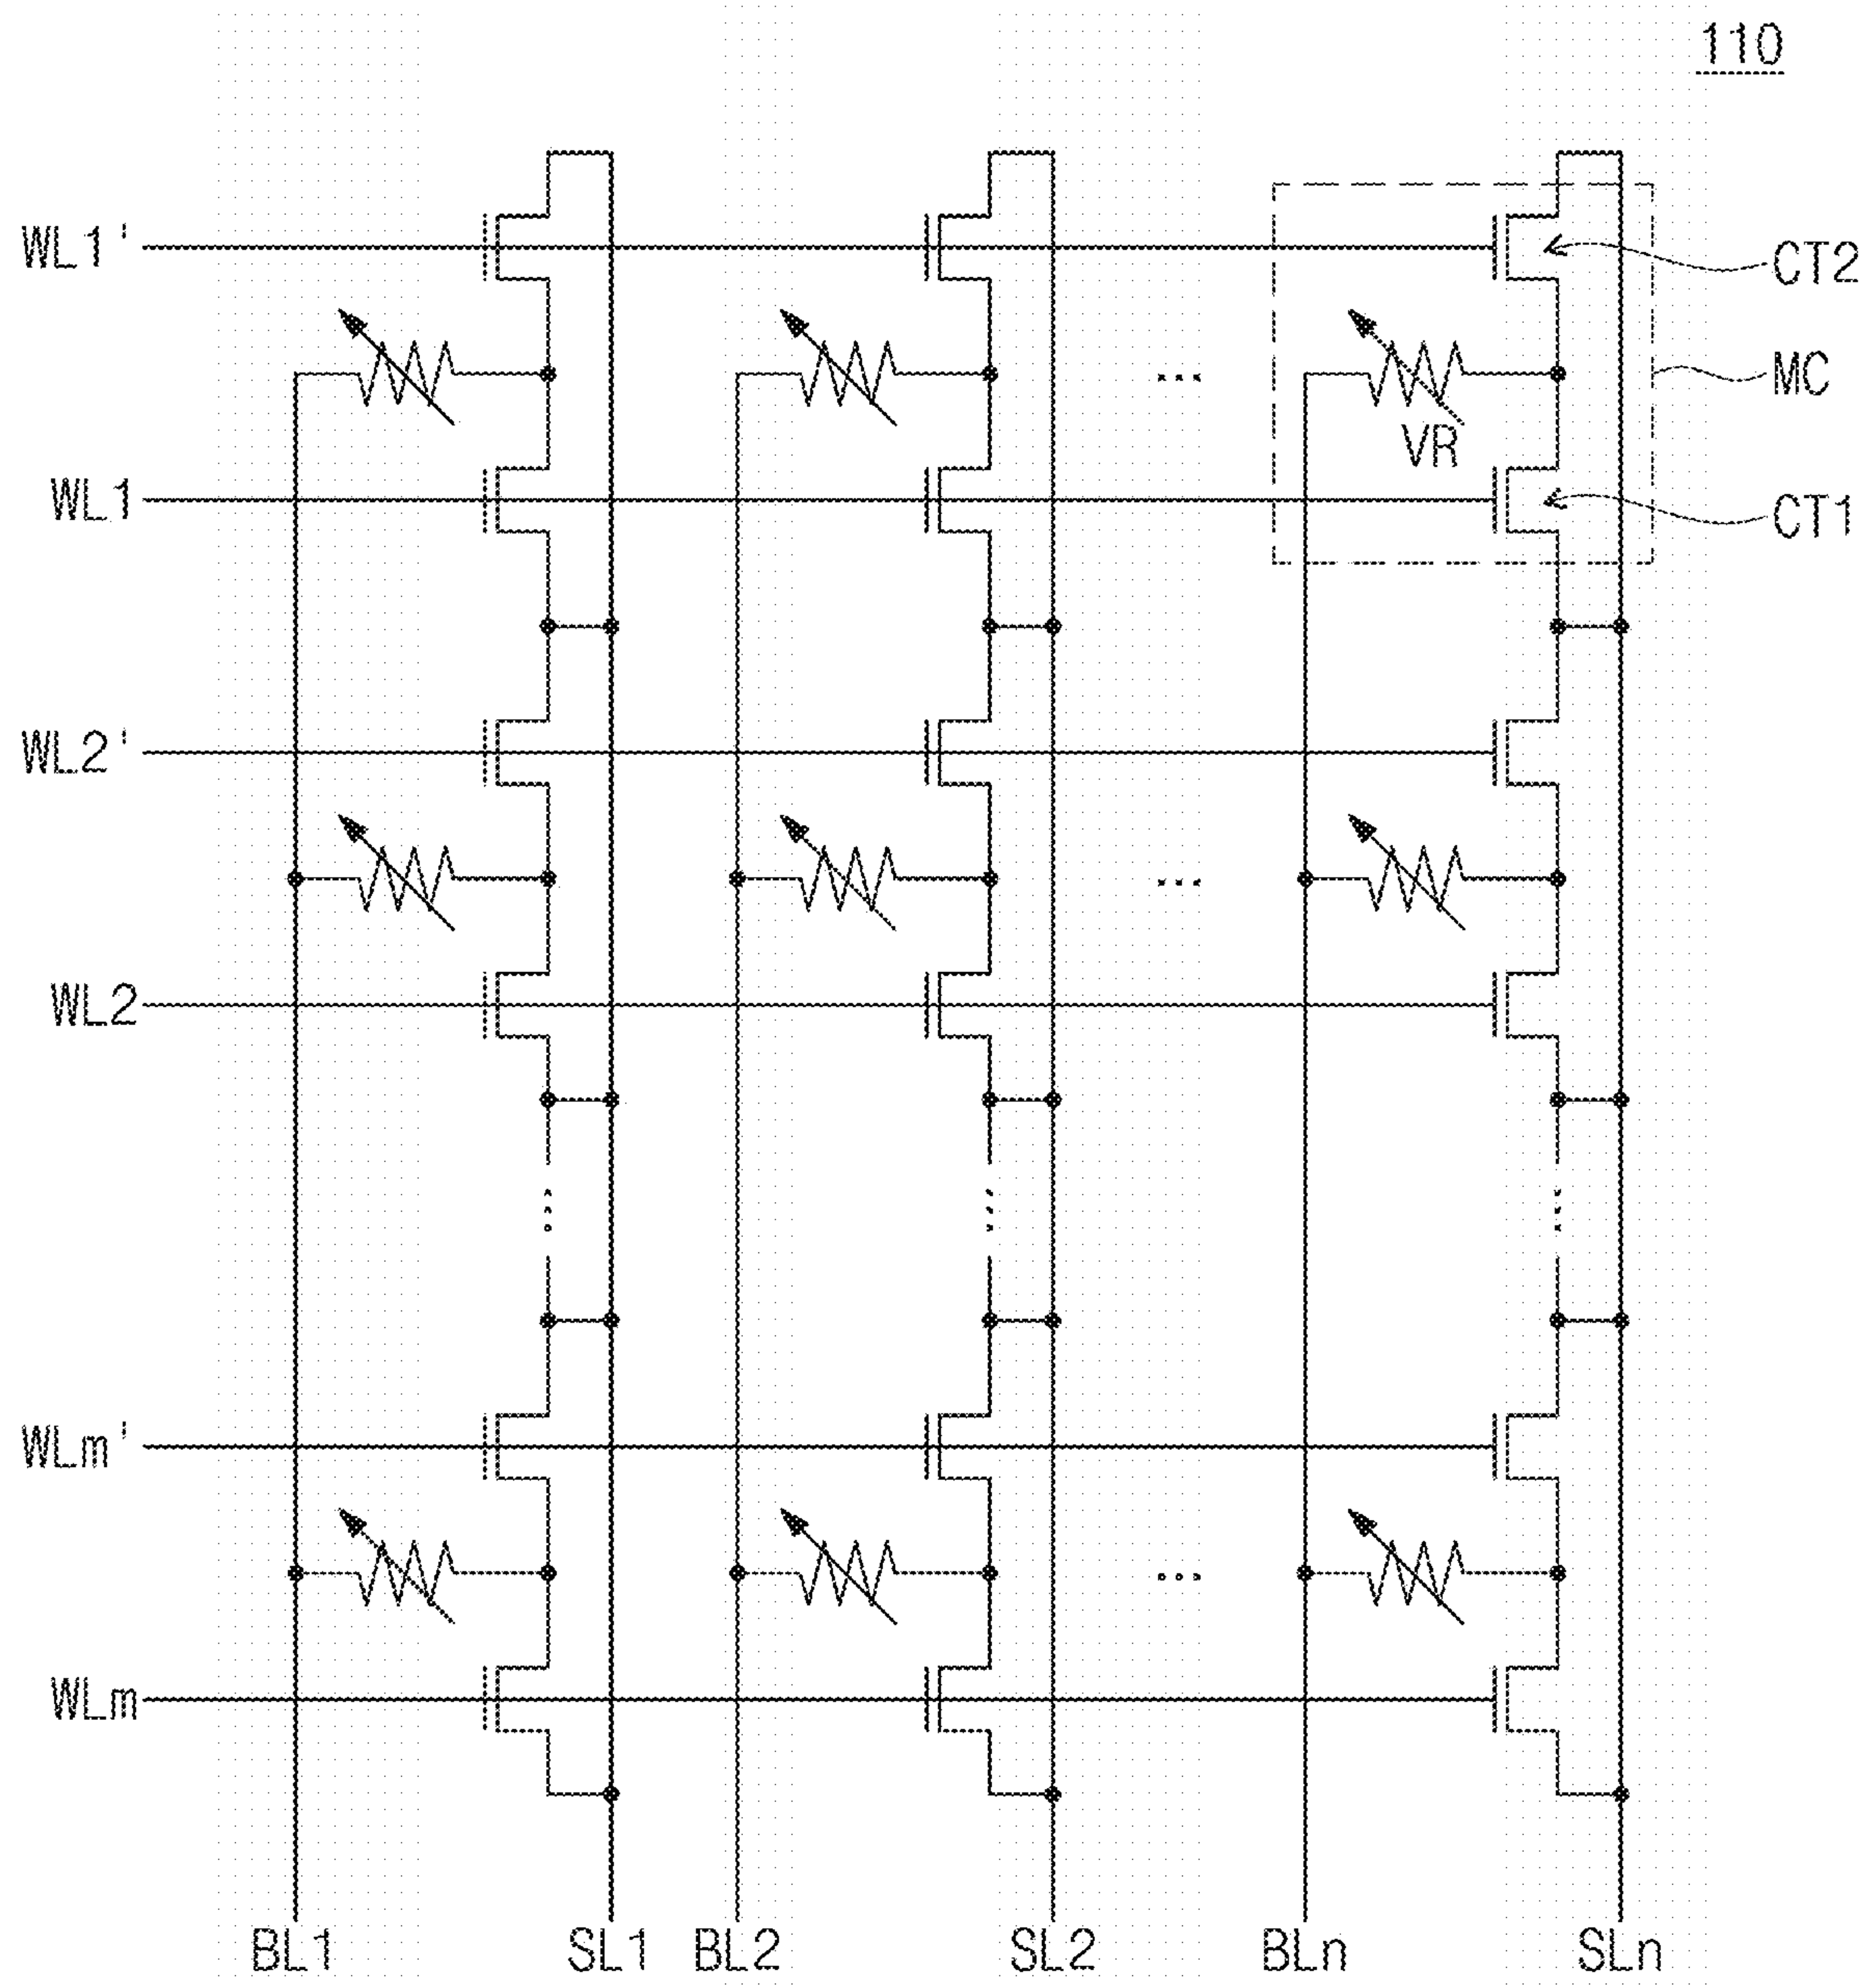 110
WL1'
CT2
MC
VR
WL1
CT1
WL2'
WL2
WLm'
WLm
BL1 SL1 BL2 SL2 BLn SLn